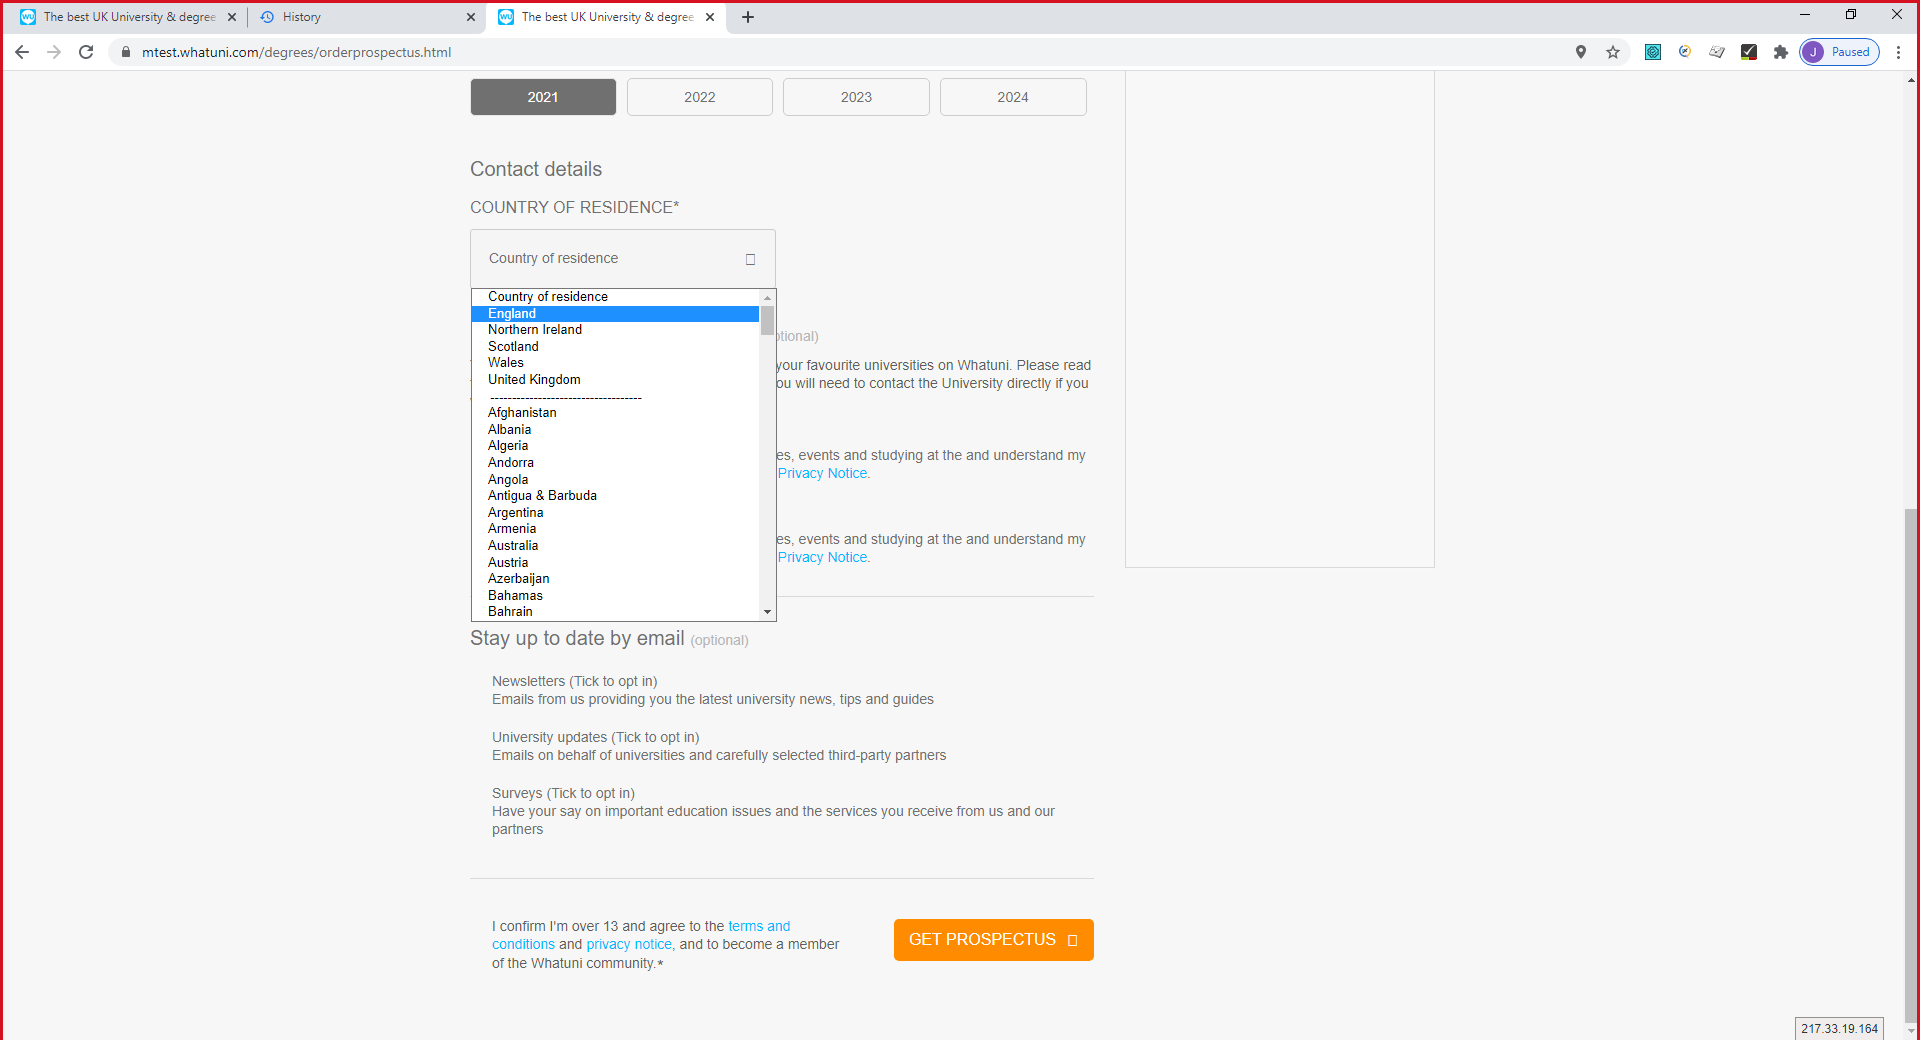 The best UK University & degree
History
The best UK University & degree
mtest.whatuni.com/degrees/orderprospectus.html
J Paused
2021 2022 2023 2024
Contact details
COUNTRY OF RESIDENCE*
Country of residence
Country of residence
England
Northern Ireland
Scotland
Wales
United Kingdom
-----------------------------------
Afghanistan
Albania
Algeria
Andorra
Angola
Antigua & Barbuda
Argentina
Armenia
Australia
Austria
Azerbaijan
Bahamas
Bahrain
your favourite universities on Whatuni. Please read
ou will need to contact the University directly if you
es, events and studying at the and understand my
Privacy Notice.
es, events and studying at the and understand my
Privacy Notice.
Stay up to date by email (optional)
Newsletters (Tick to opt in)
Emails from us providing you the latest university news, tips and guides
University updates (Tick to opt in)
Emails on behalf of universities and carefully selected third-party partners
Surveys (Tick to opt in)
Have your say on important education issues and the services you receive from us and our
partners
I confirm I'm over 13 and agree to the terms and
conditions and privacy notice, and to become a member
of the Whatuni community.*
GET PROSPECTUS
217.33.19.164